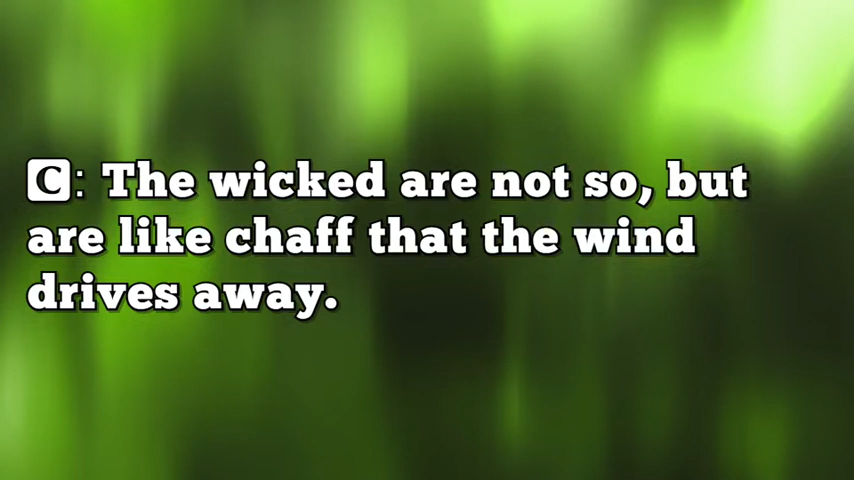 C: The wicked are not so, but
are like chaff that the wind
drives away.